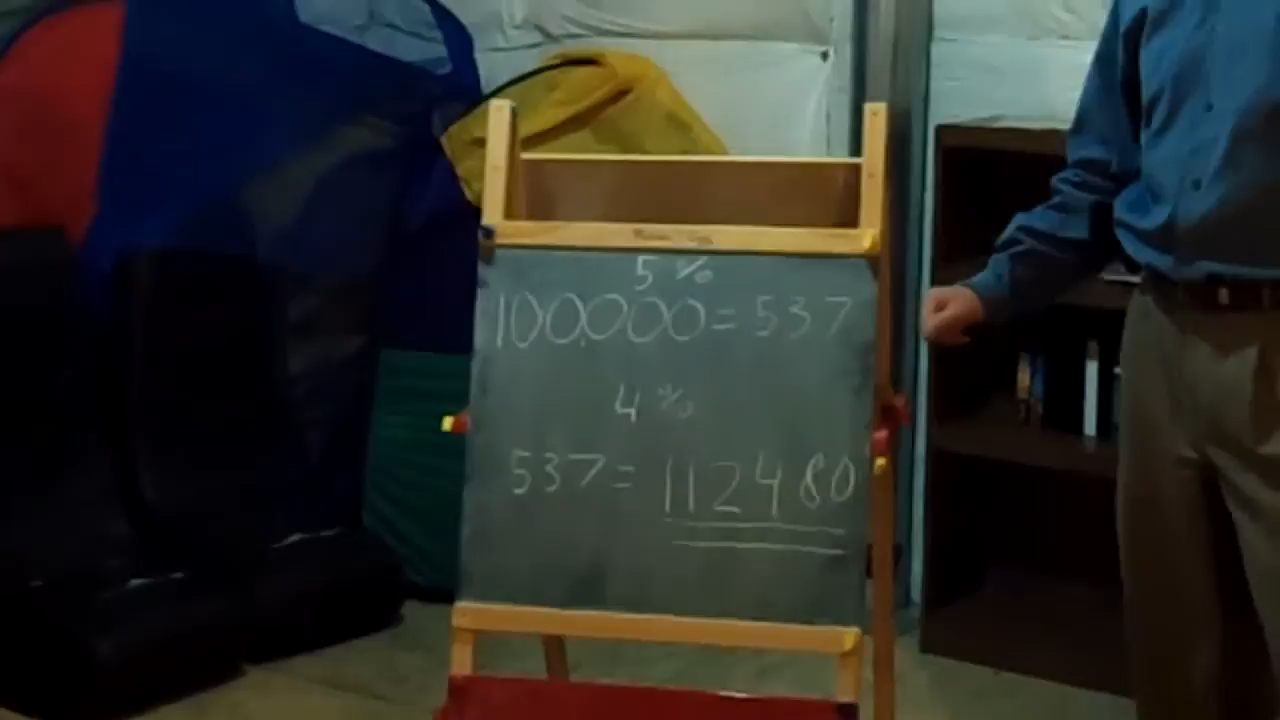 5 %
100,000 = 537
4 %
537 = 112480